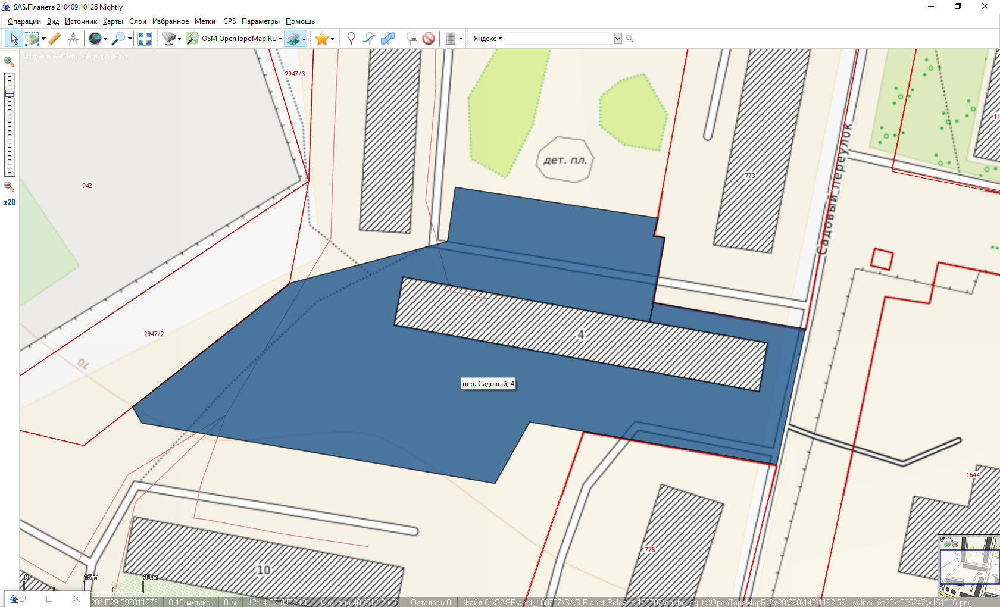 SAS.Планета 210409.10126 Nightly
Операции Вид Источник Карты Слои Избранное Метки GPS Параметры Помощь
OSM OpenTopoMap.RU
Яндекс
© OpenStreetMap, OpenTopoMap.ru
2947/3
дет. пл.
942
773
11
Садовый переулок
z20
4
2947/2
70
пер. Садовый, 4
1644
778
10
0 15 м 30 м
28° E29.59701127° 0,15 м/пикс. 0 м 12:14:32 (UTC+3) Скачано 48 (512,2 кБ) Осталось 0 Файл C:\SASPlanet_160707\SAS.Planet.Release.160707\cache_sqlite\OpenTopoMapRU\z20\298\147\1192.591.sqlitedb\z20\x305247\y151506.png